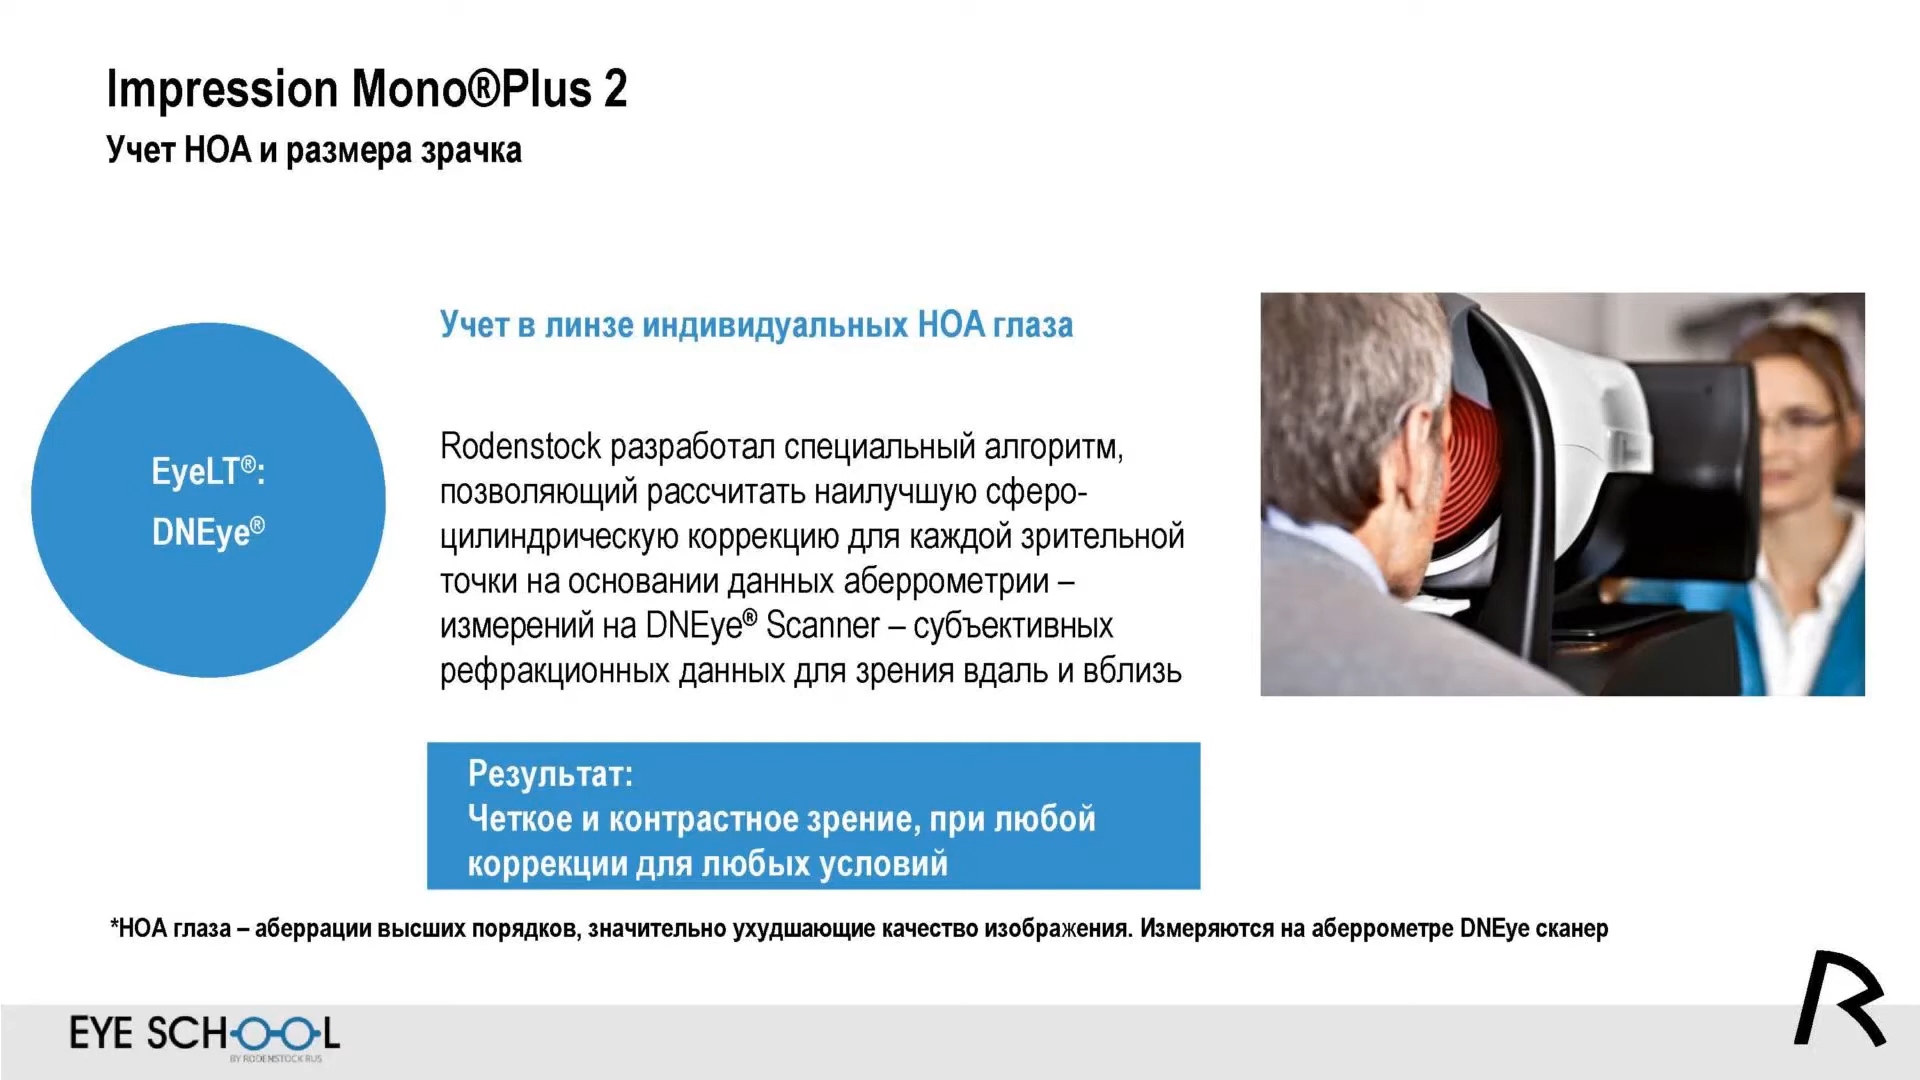 Impression Mono®Plus 2
Учет HOA и размера зрачка
Учет в линзе индивидуальных HOA глаза
EyeLT®:
DNEye®
Rodenstock разработал специальный алгоритм,
позволяющий рассчитать наилучшую сферо-
цилиндрическую коррекцию для каждой зрительной
точки на основании данных аберрометрии –
измерений на DNEye® Scanner – субъективных
рефракционных данных для зрения вдаль и вблизь
Результат:
Четкое и контрастное зрение, при любой
коррекции для любых условий
*HOA глаза – аберрации высших порядков, значительно ухудшающие качество изображения. Измеряются на аберрометре DNEye сканер
EYE SCHOOL
BY RODENSTOCK RUS
R